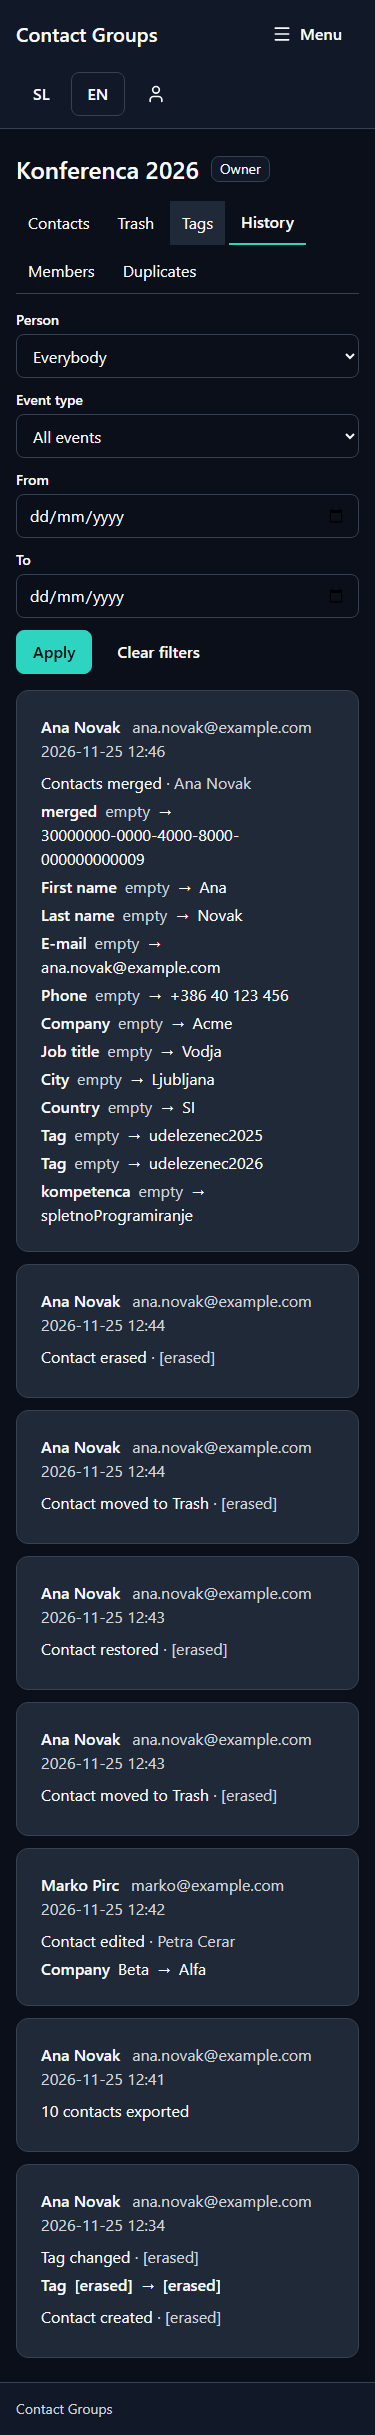 Contact Groups
Menu
SL
EN
Konferenca 2026
Owner
Contacts
Trash
Tags
History
Members
Duplicates
Person
Everybody
Event type
All events
From
dd/mm/yyyy
To
dd/mm/yyyy
Apply
Clear filters
Ana Novak ana.novak@example.com
2026-11-25 12:46
Contacts merged · Ana Novak
merged empty →
30000000-0000-4000-8000-
000000000009
First name empty → Ana
Last name empty → Novak
E-mail empty →
ana.novak@example.com
Phone empty → +386 40 123 456
Company empty → Acme
Job title empty → Vodja
City empty → Ljubljana
Country empty → SI
Tag empty → udelezenec2025
Tag empty → udelezenec2026
kompetenca empty →
spletnoProgramiranje
Ana Novak ana.novak@example.com
2026-11-25 12:44
Contact erased · [erased]
Ana Novak ana.novak@example.com
2026-11-25 12:44
Contact moved to Trash · [erased]
Ana Novak ana.novak@example.com
2026-11-25 12:43
Contact restored · [erased]
Ana Novak ana.novak@example.com
2026-11-25 12:43
Contact moved to Trash · [erased]
Marko Pirc marko@example.com
2026-11-25 12:42
Contact edited · Petra Cerar
Company Beta → Alfa
Ana Novak ana.novak@example.com
2026-11-25 12:41
10 contacts exported
Ana Novak ana.novak@example.com
2026-11-25 12:34
Tag changed · [erased]
Tag [erased] → [erased]
Contact created · [erased]
Contact Groups